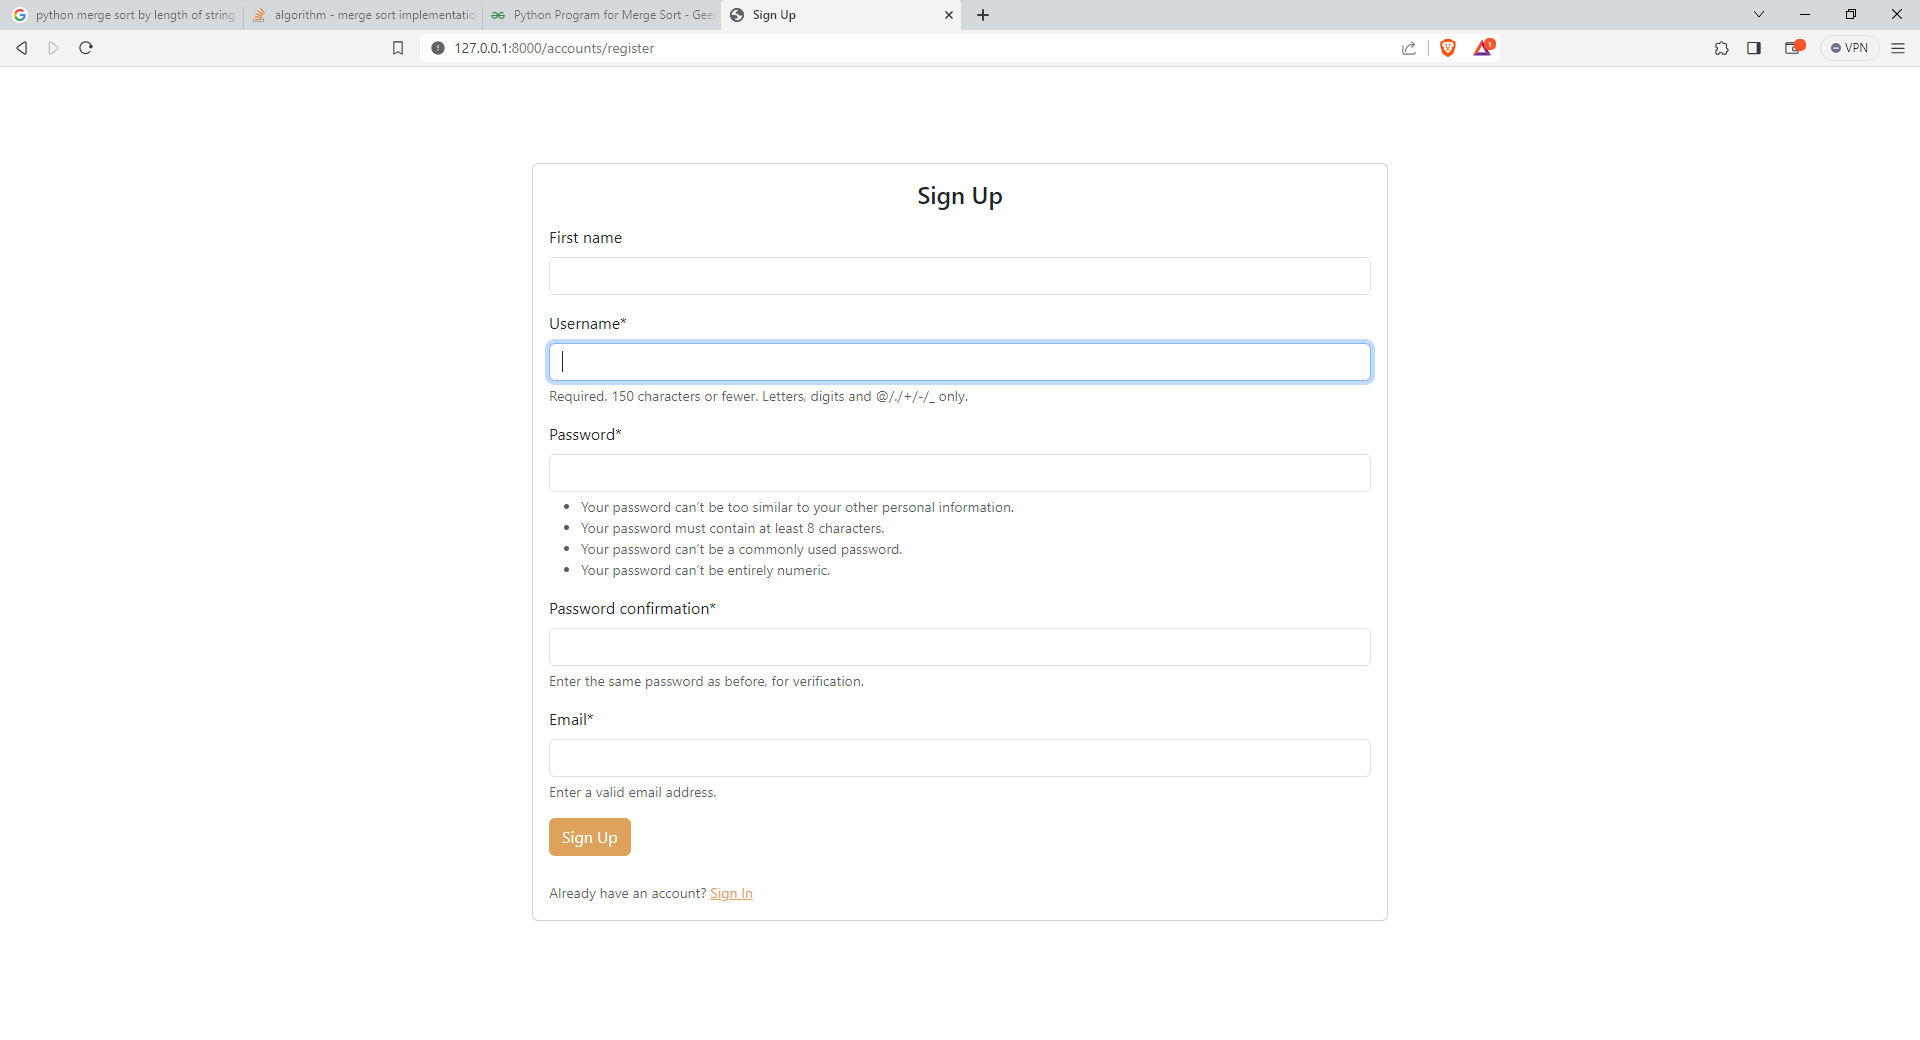 python merge sort by length of string
algorithm - merge sort implementatio
Python Program for Merge Sort - Geek
Sign Up
127.0.0.1:8000/accounts/register
1
VPN
Sign Up
First name
Username*
Required. 150 characters or fewer. Letters, digits and @/./+/-/_ only.
Password*
Your password can’t be too similar to your other personal information.
Your password must contain at least 8 characters.
Your password can’t be a commonly used password.
Your password can’t be entirely numeric.
Password confirmation*
Enter the same password as before, for verification.
Email*
Enter a valid email address.
Sign Up
Already have an account? Sign In